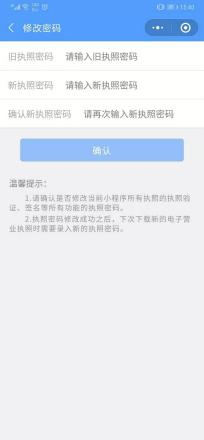 15:40
修改密码
旧执照密码 请输入旧执照密码
新执照密码 请输入新执照密码
确认新执照密码 请再次输入新执照密码
确认
温馨提示：
1.请确认是否修改当前小程序所有执照的执照验
证、签名等所有功能的执照密码。
2.执照密码修改成功之后，下次下载新的电子营
业执照时需要录入新的执照密码。